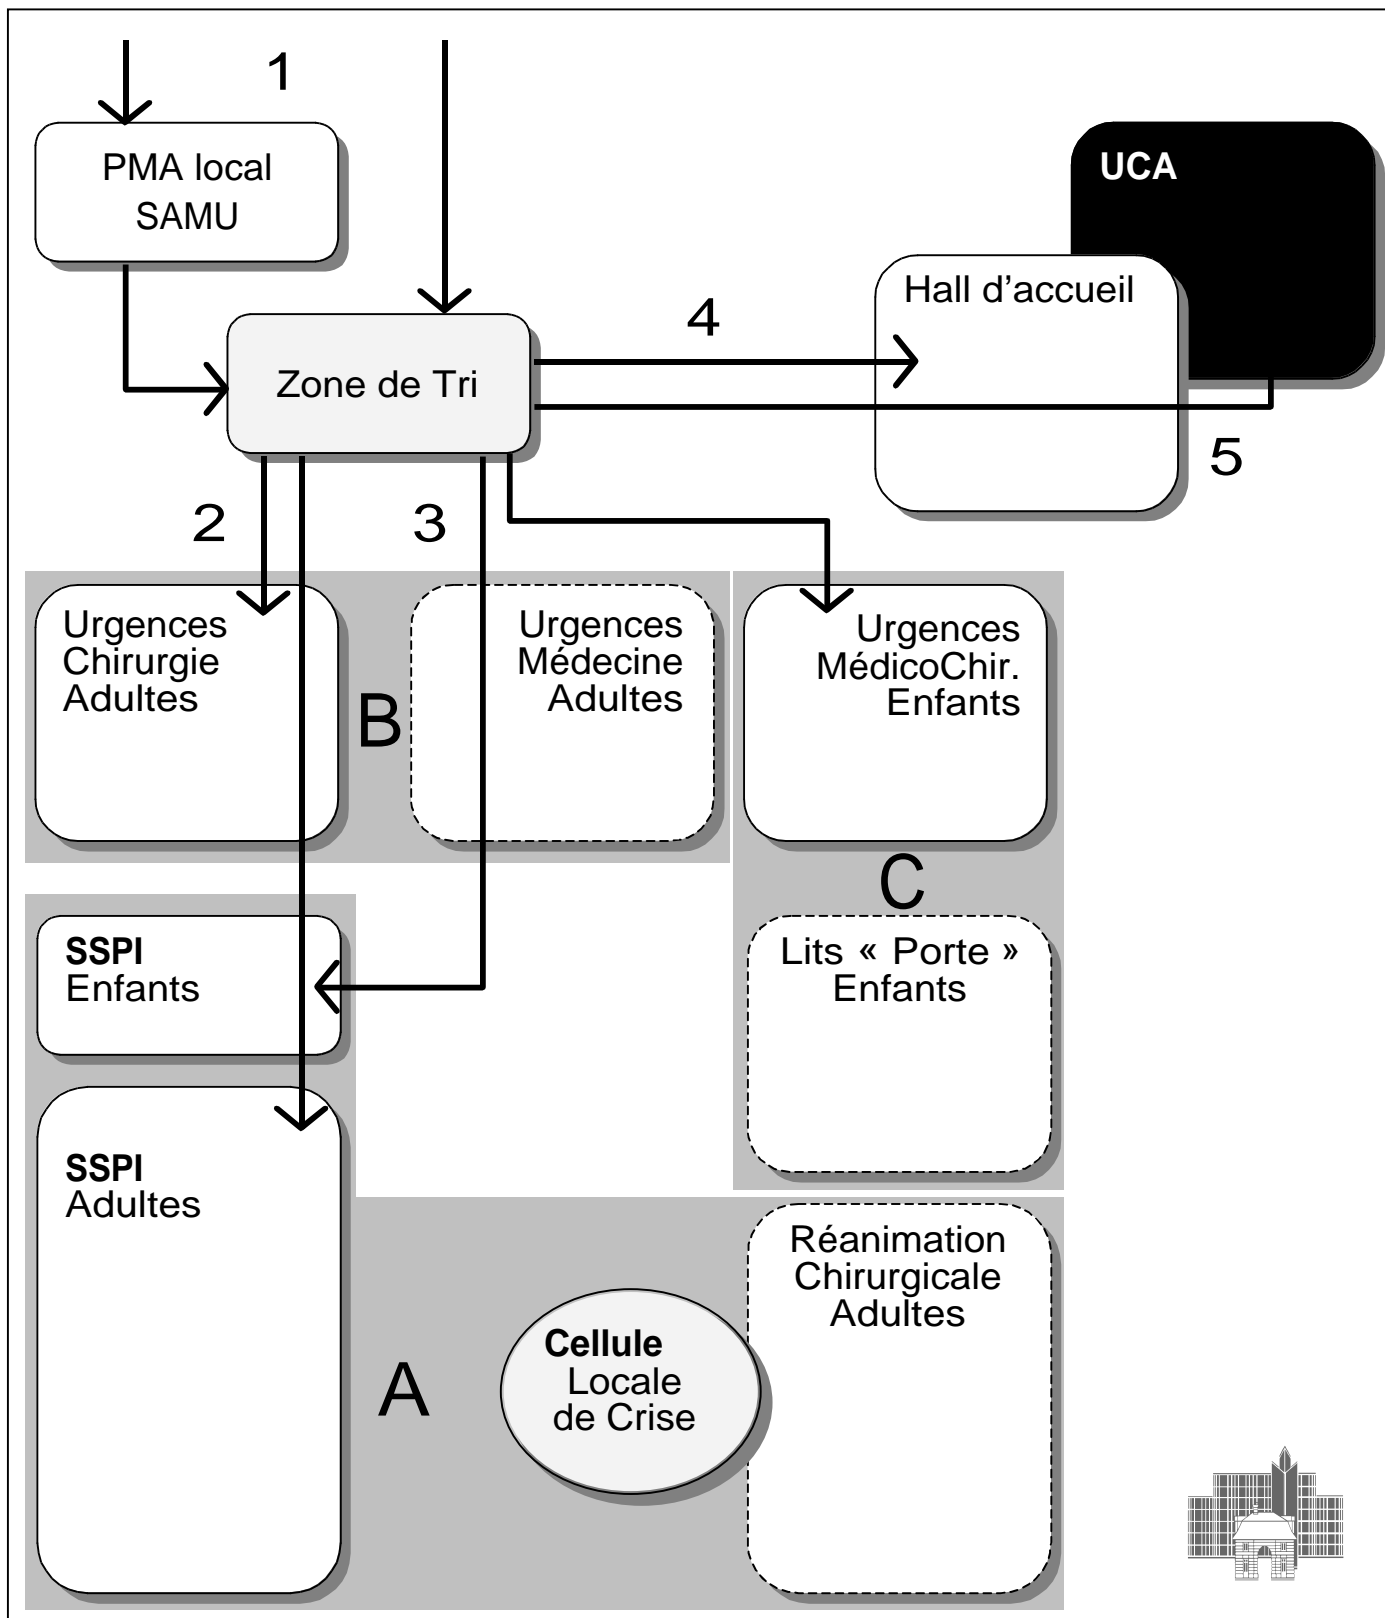 1
PMA local
SAMU
UCA
Hall d’accueil
4
Zone de Tri
5
2
3
Urgences
Chirurgie
Adultes
B
Urgences
Médecine
Adultes
Urgences
MédicoChir.
Enfants
C
SSPI
Enfants
Lits « Porte »
Enfants
SSPI
Adultes
Réanimation
Chirurgicale
Adultes
Cellule
Locale
de Crise
A